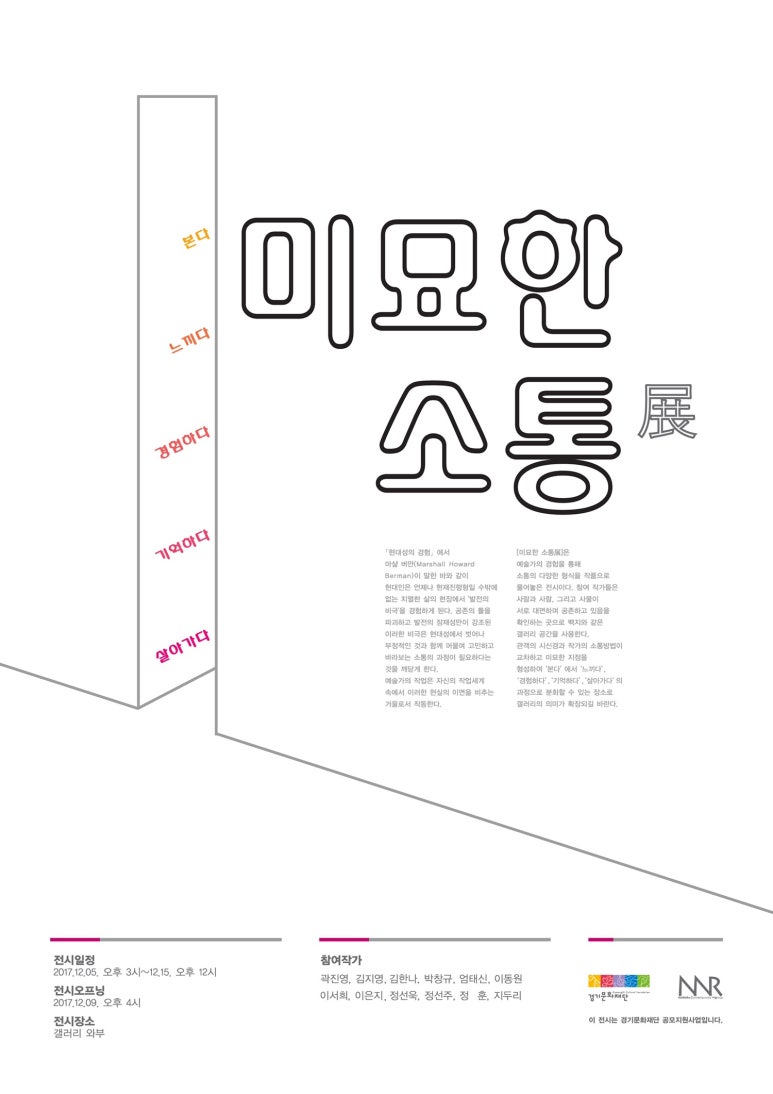 본다
느끼다
경험하다
기억하다
살아가다
미묘한
소통 展
「현대성의 경험」에서
마샬 버만(Marshall Howard
Berman)이 말한 바와 같이
현대인은 언제나 현재진행형일 수밖에
없는 치열한 삶의 현장에서 '발전의
비극'을 경험하게 된다. 공존의 틀을
파괴하고 발전의 잠재성만이 강조된
이러한 비극은 현대성에서 벗어나
부정적인 것과 함께 머물며 고민하고
바라보는 소통의 과정이 필요하다는
것을 깨닫게 한다.
예술가의 작업은 자신의 작업세계
속에서 이러한 현실의 이면을 비추는
거울로서 작동한다.
[미묘한 소통展]은
예술가의 경험을 통해
소통의 다양한 형식을 작품으로
풀어놓은 전시이다. 참여 작가들은
사람과 사람, 그리고 사물이
서로 대면하며 공존하고 있음을
확인하는 곳으로 백지와 같은
갤러리 공간을 사용한다.
관객의 시신경과 작가의 소통방법이
교차하고 미묘한 지점을
형성하여 '본다' 에서 '느끼다',
'경험하다', '기억하다', '살아가다' 의
과정으로 분화할 수 있는 장소로
갤러리의 의미가 확장되길 바란다.
전시일정
2017.12.05. 오후 3시~12.15. 오후 12시
전시오프닝
2017.12.09. 오후 4시
전시장소
갤러리 와부
참여작가
곽진영, 김지영, 김한나, 박창규, 엄태신, 이동원
이서희, 이은지, 정선욱, 정선주, 정 훈, 지두리
경기문화재단
NNR
이 전시는 경기문화재단 공모지원사업입니다.